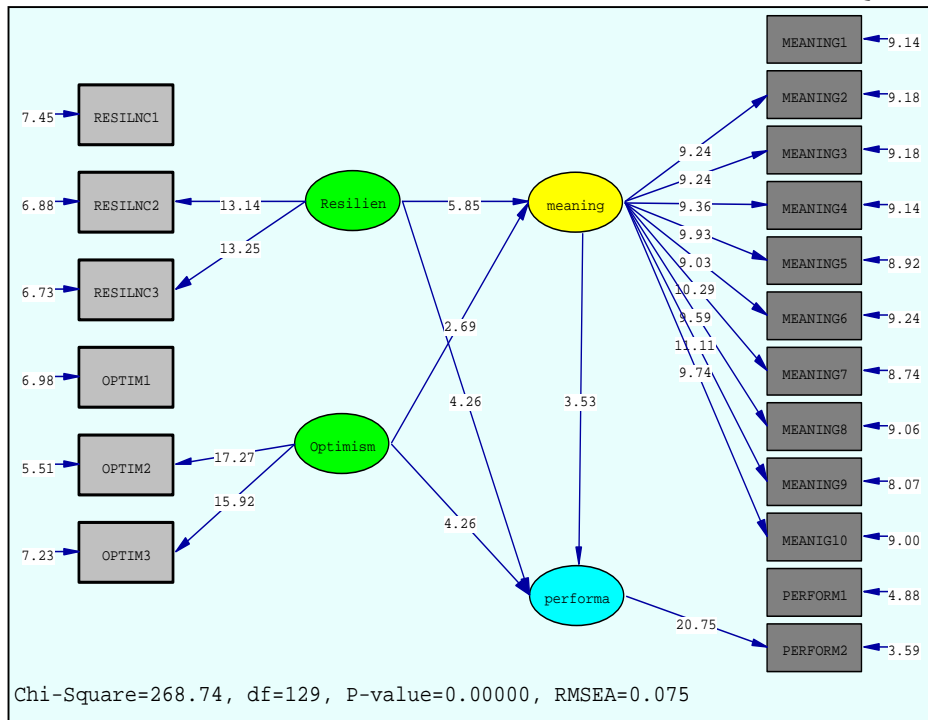 MEANING1
9.14
MEANING2
9.18
7.45
RESILNC1
MEANING3
9.18
9.24
9.24
6.88
RESILNC2
13.14
Resilien
5.85
meaning
9.36
MEANING4
9.14
9.93
13.25
9.03
MEANING5
8.92
6.73
RESILNC3
10.29
9.59
MEANING6
9.24
2.69
11.11
9.74
6.98
OPTIM1
MEANING7
8.74
4.26
3.53
MEANING8
9.06
5.51
OPTIM2
17.27
Optimism
MEANING9
8.07
15.92
4.26
MEANIG10
9.00
7.23
OPTIM3
performa
PERFORM1
4.88
20.75
PERFORM2
3.59
Chi-Square=268.74, df=129, P-value=0.00000, RMSEA=0.075